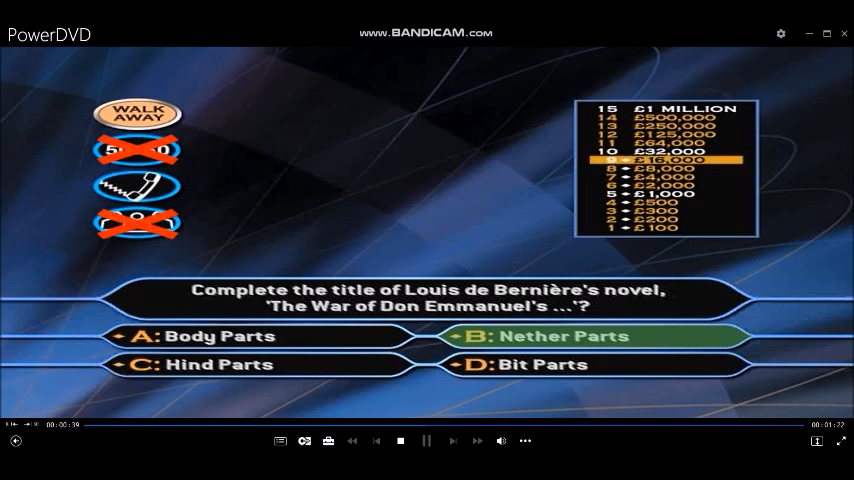 PowerDVD
www.BANDICAM.com
WALK
AWAY
15 £1 MILLION
14 £500,000
13 £250,000
12 £125,000
11 £64,000
10 £32,000
9 £16,000
8 £8,000
7 £4,000
6 £2,000
5 £1,000
4 £500
3 £300
2 £200
1 £100
Complete the title of Louis de Bernière's novel,
'The War of Don Emmanuel's ...'?
A: Body Parts
B: Nether Parts
C: Hind Parts
D: Bit Parts
00:00:39
00:01:22